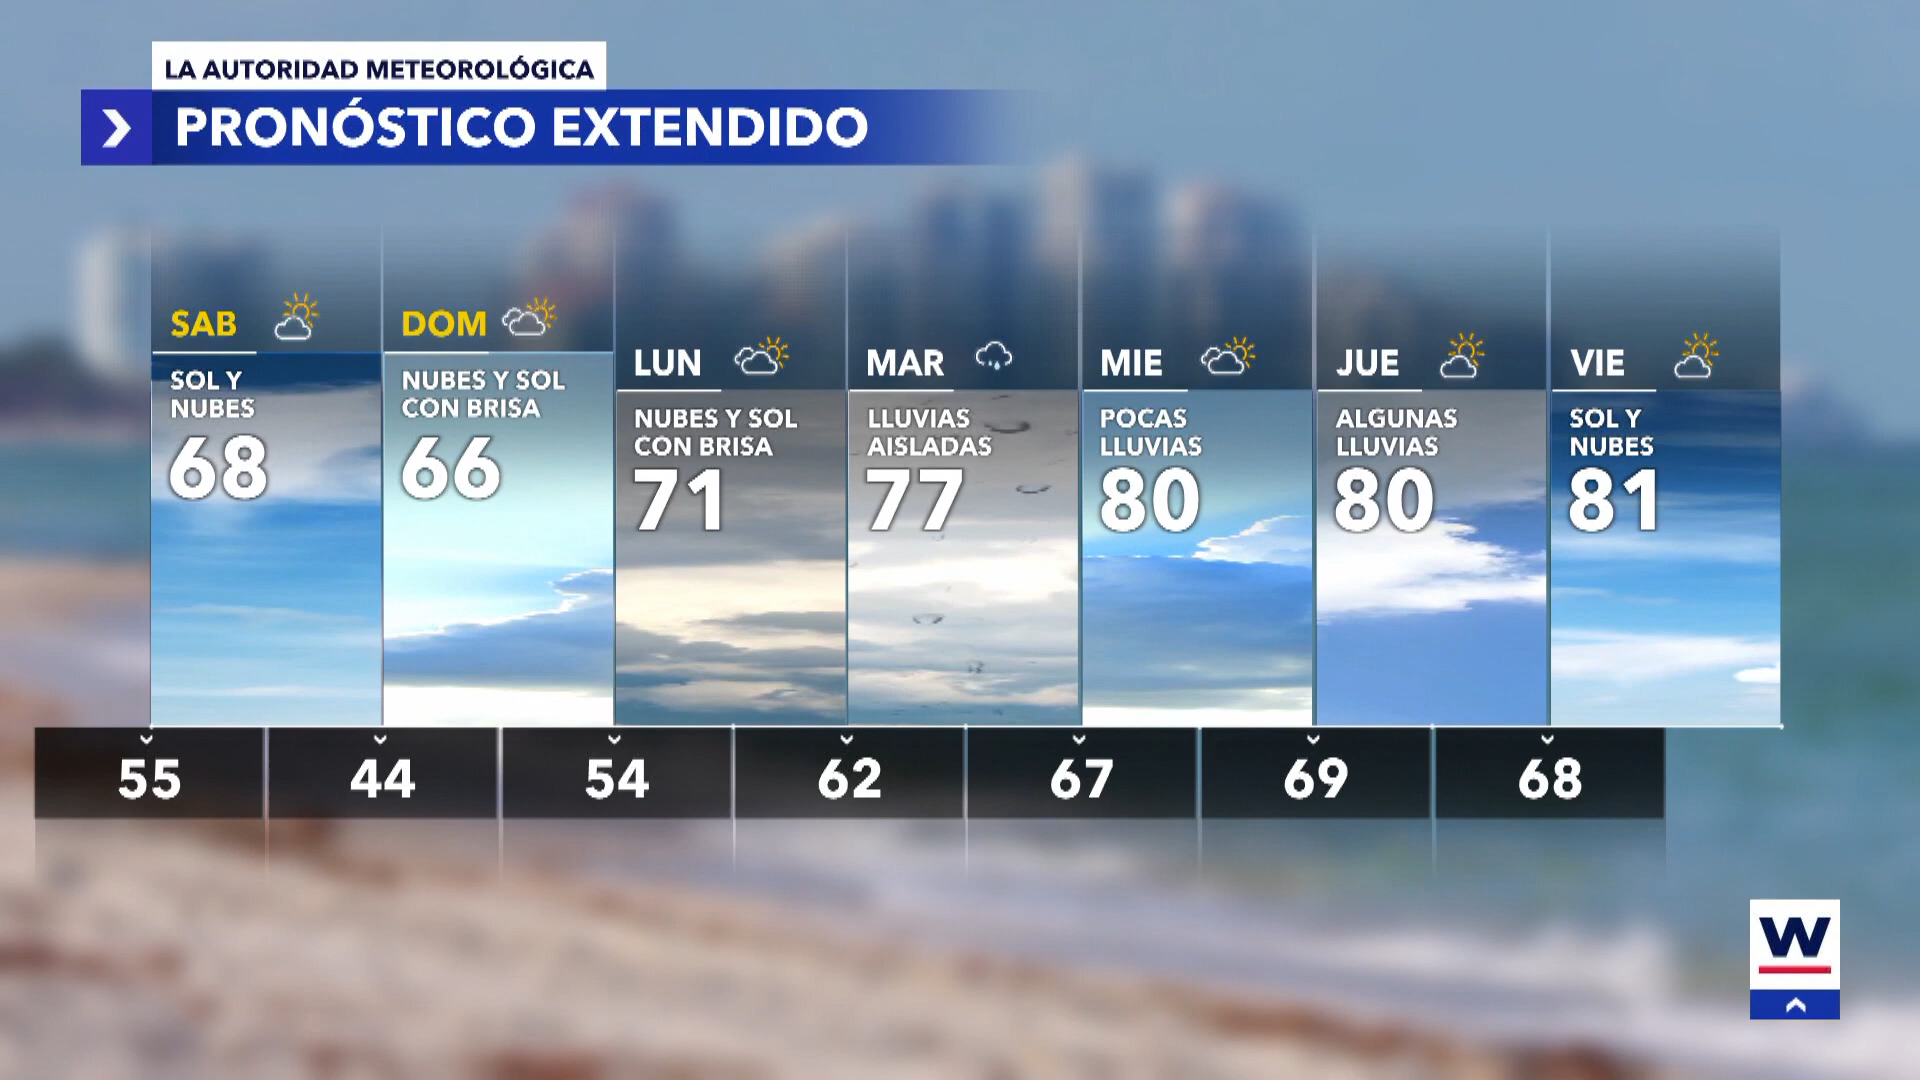 LA AUTORIDAD METEOROLÓGICA
PRONÓSTICO EXTENDIDO
SAB
SOL Y
NUBES
68
DOM
NUBES Y SOL
CON BRISA
66
LUN
NUBES Y SOL
CON BRISA
71
MAR
LLUVIAS
AISLADAS
77
MIE
POCAS
LLUVIAS
80
JUE
ALGUNAS
LLUVIAS
80
VIE
SOL Y
NUBES
81
55
44
54
62
67
69
68
W